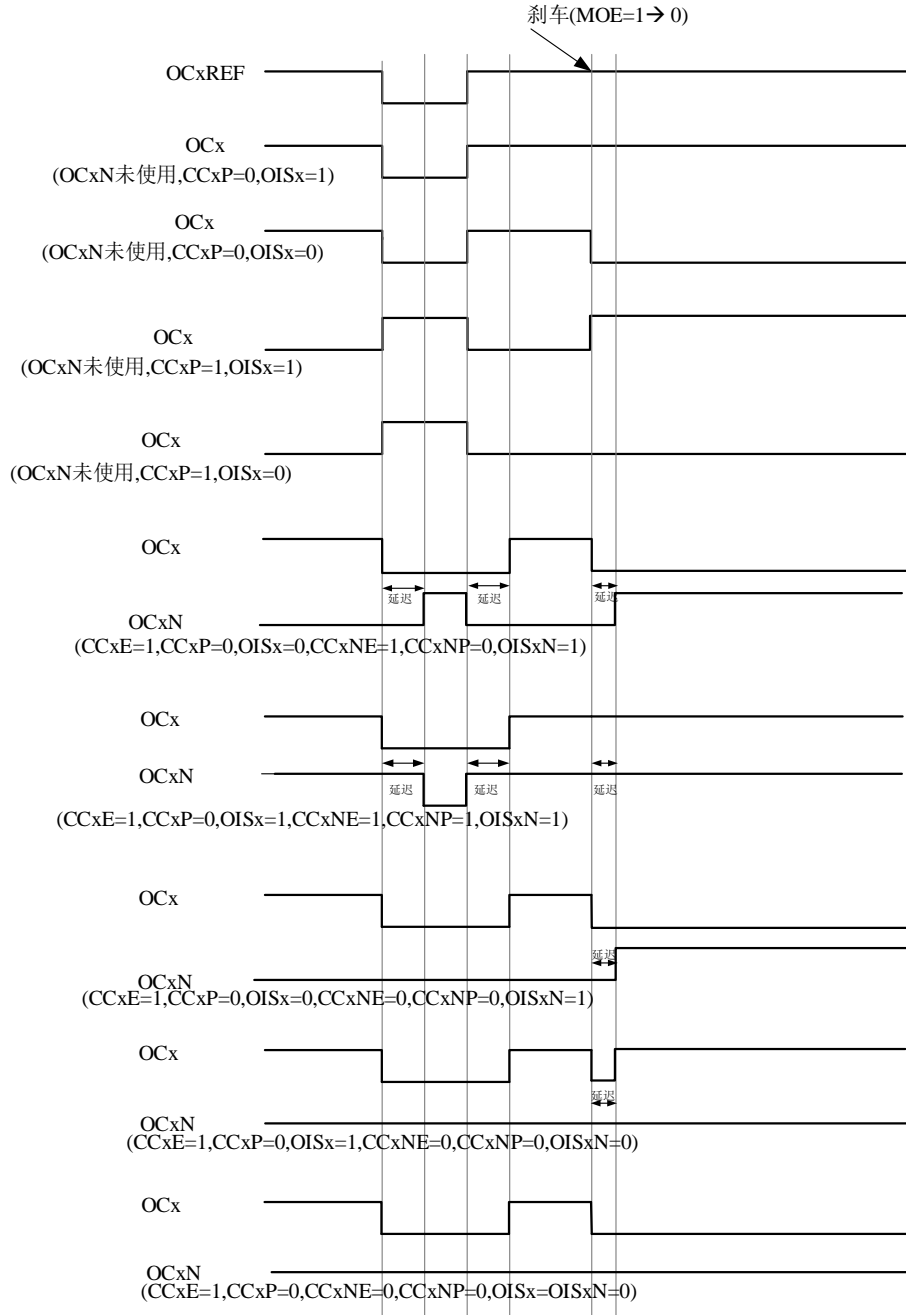 刹车(MOE=1→ 0)
OCxREF
OCx
(OCxN未使用,CCxP=0,OISx=1)
OCx
(OCxN未使用,CCxP=0,OISx=0)
OCx
(OCxN未使用,CCxP=1,OISx=1)
OCx
(OCxN未使用,CCxP=1,OISx=0)
OCx
延迟 延迟 延迟
OCxN
(CCxE=1,CCxP=0,OISx=0,CCxNE=1,CCxNP=0,OISxN=1)
OCx
OCxN
延迟 延迟 延迟
(CCxE=1,CCxP=0,OISx=1,CCxNE=1,CCxNP=1,OISxN=1)
OCx
延迟
OCxN
(CCxE=1,CCxP=0,OISx=0,CCxNE=0,CCxNP=0,OISxN=1)
OCx
延迟
OCxN
(CCxE=1,CCxP=0,OISx=1,CCxNE=0,CCxNP=0,OISxN=0)
OCx
OCxN
(CCxE=1,CCxP=0,CCxNE=0,CCxNP=0,OISx=OISxN=0)